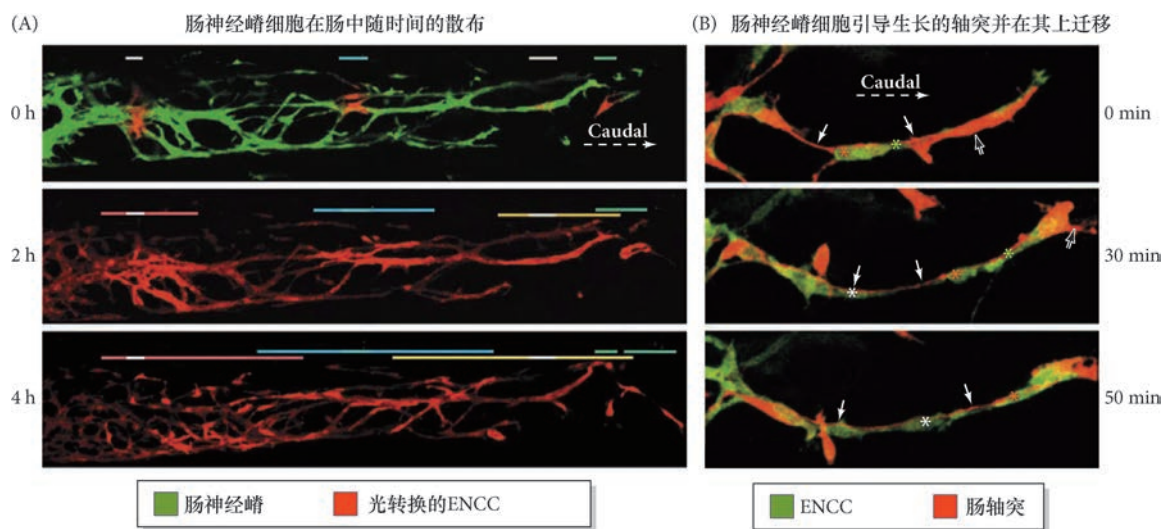 (A) 肠神经嵴细胞在肠中随时间的散布
0 h
Caudal
2 h
4 h
肠神经嵴 光转换的ENCC
(B) 肠神经嵴细胞引导生长的轴突并在其上迁移
Caudal
0 min
30 min
50 min
ENCC 肠轴突